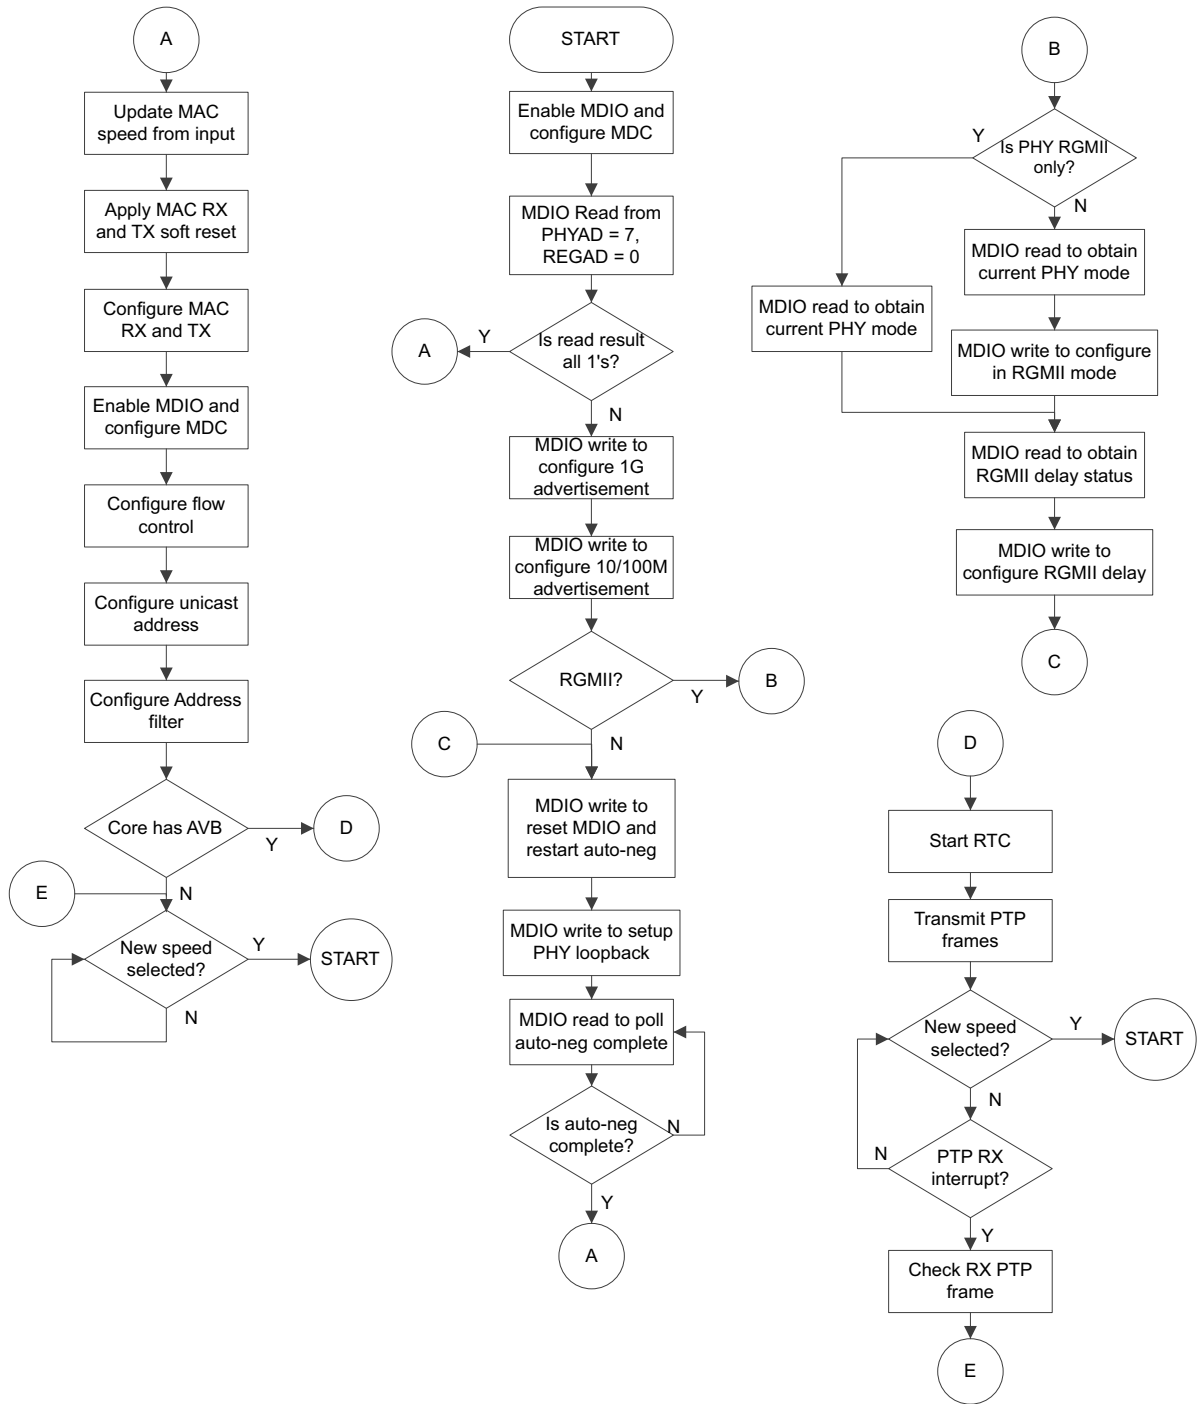 A
Update MAC
speed from input
Apply MAC RX
and TX soft reset
Configure MAC
RX and TX
Enable MDIO and
configure MDC
Configure flow
control
Configure unicast
address
Configure Address
filter
Core has AVB
Y
D
E
N
New speed
selected?
Y
START
N
START
Enable MDIO and
configure MDC
MDIO Read from
PHYAD = 7,
REGAD = 0
Is read result
all 1's?
Y
A
N
MDIO write to
configure 1G
advertisement
MDIO write to
configure 10/100M
advertisement
RGMII?
Y
B
C
N
MDIO write to
reset MDIO and
restart auto-neg
MDIO write to setup
PHY loopback
MDIO read to poll
auto-neg complete
Is auto-neg
complete?
N
Y
A
B
Is PHY RGMII
only?
Y
N
MDIO read to obtain
current PHY mode
MDIO read to obtain
current PHY mode
MDIO write to configure
in RGMII mode
MDIO read to obtain
RGMII delay status
MDIO write to
configure RGMII delay
C
D
Start RTC
Transmit PTP
frames
New speed
selected?
Y
START
N
PTP RX
interrupt?
N
Y
Check RX PTP
frame
E